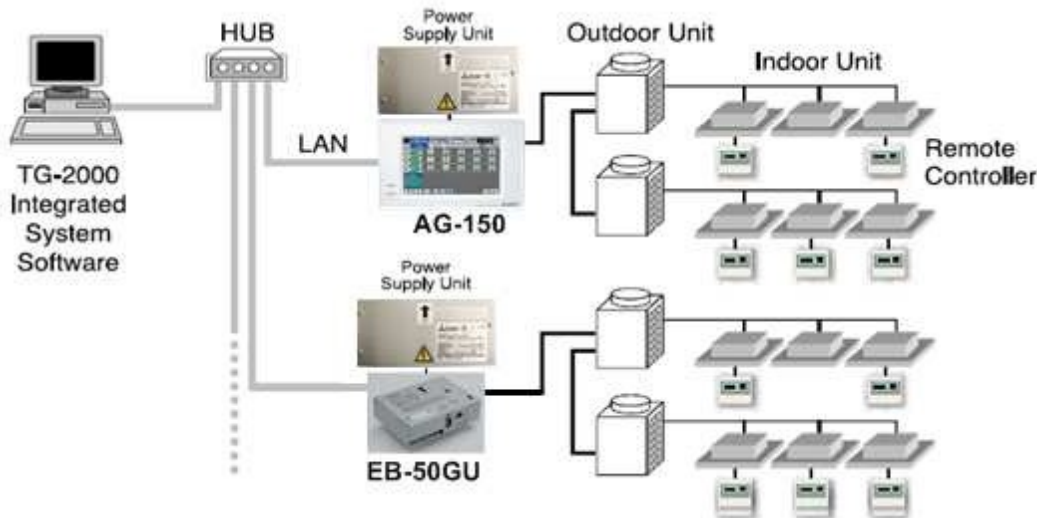 HUB
Power
Supply Unit
Outdoor Unit
Indoor Unit
LAN
Remote
Controller
TG-2000
Integrated
System
Software
AG-150
Power
Supply Unit
EB-50GU